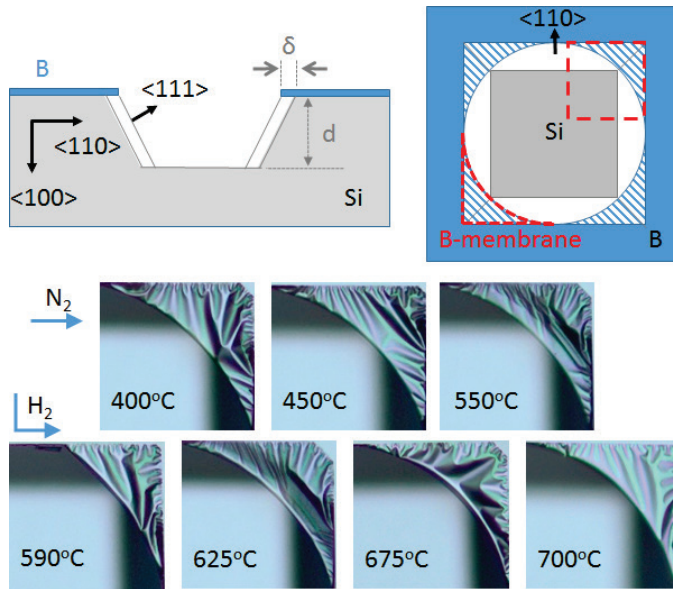 B
δ
<111>
<110>
d
<100>
Si
<110>
Si
B-membrane
B
N₂
400°C
450°C
550°C
H₂
590°C
625°C
675°C
700°C